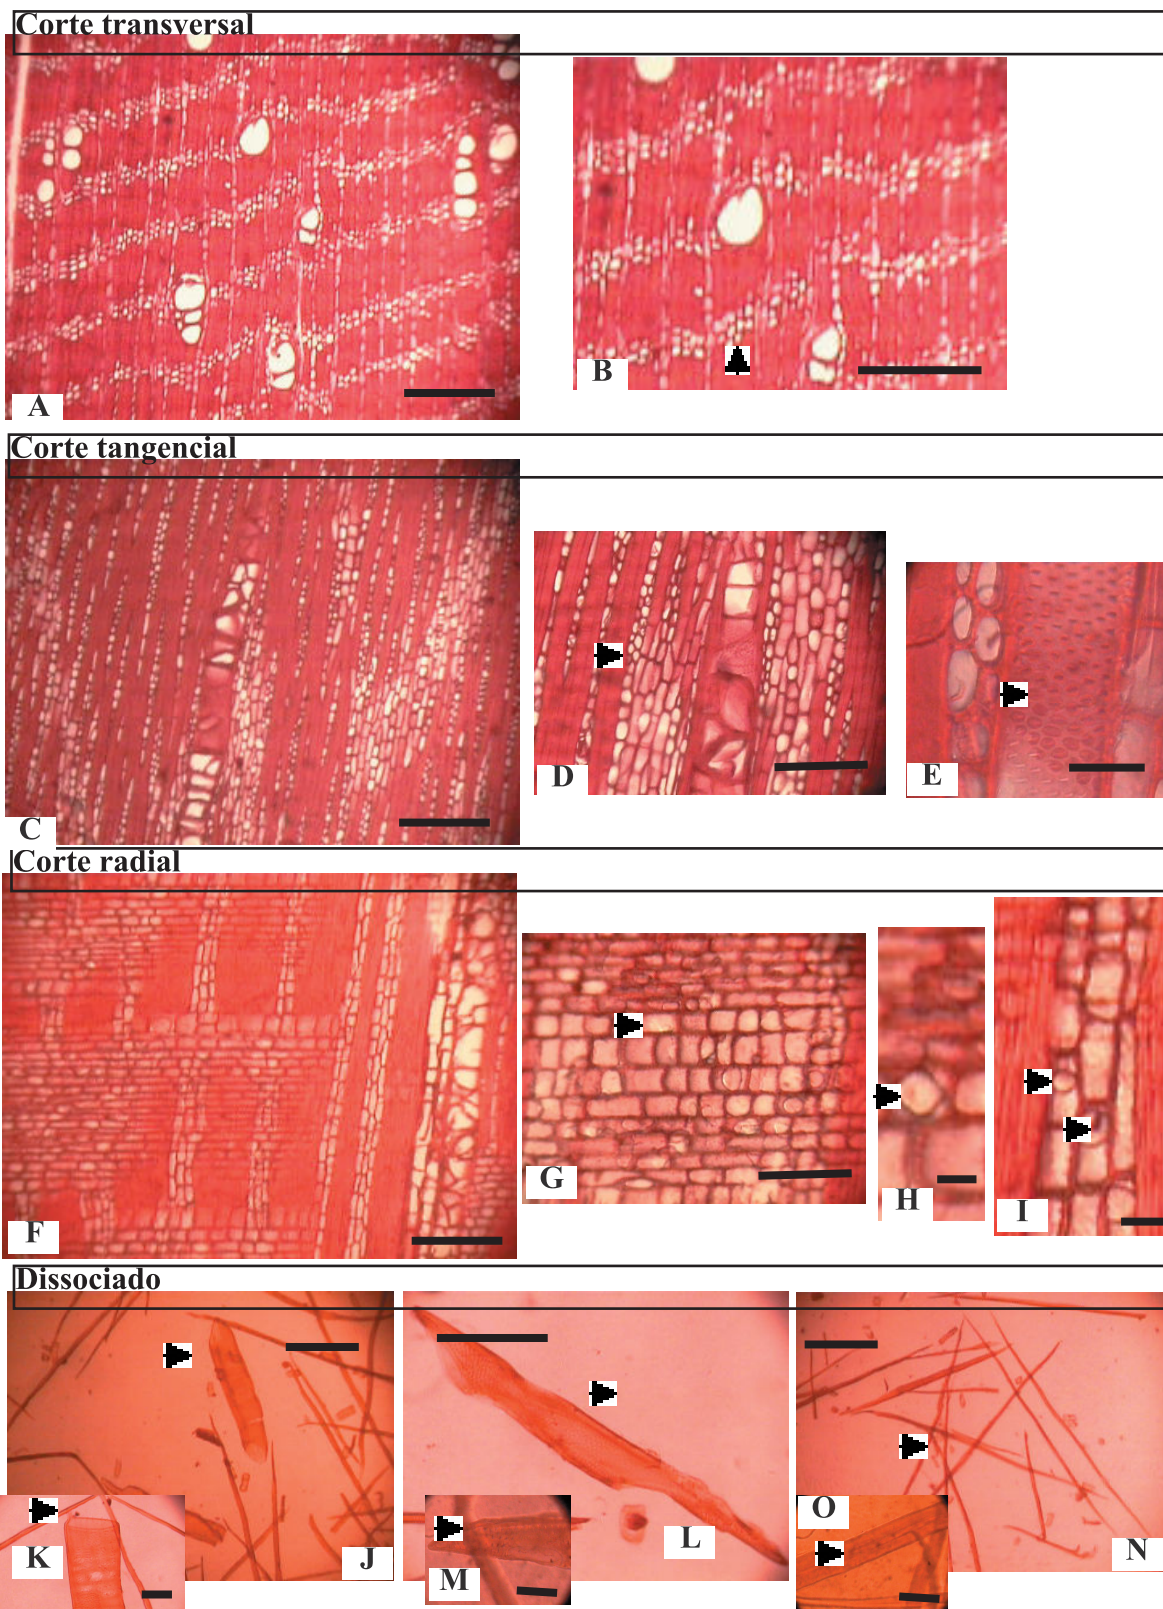 Corte transversal
A
B
Corte tangencial
C
D
E
Corte radial
F
G
H
I
Dissociado
J
K
L
M
N
O